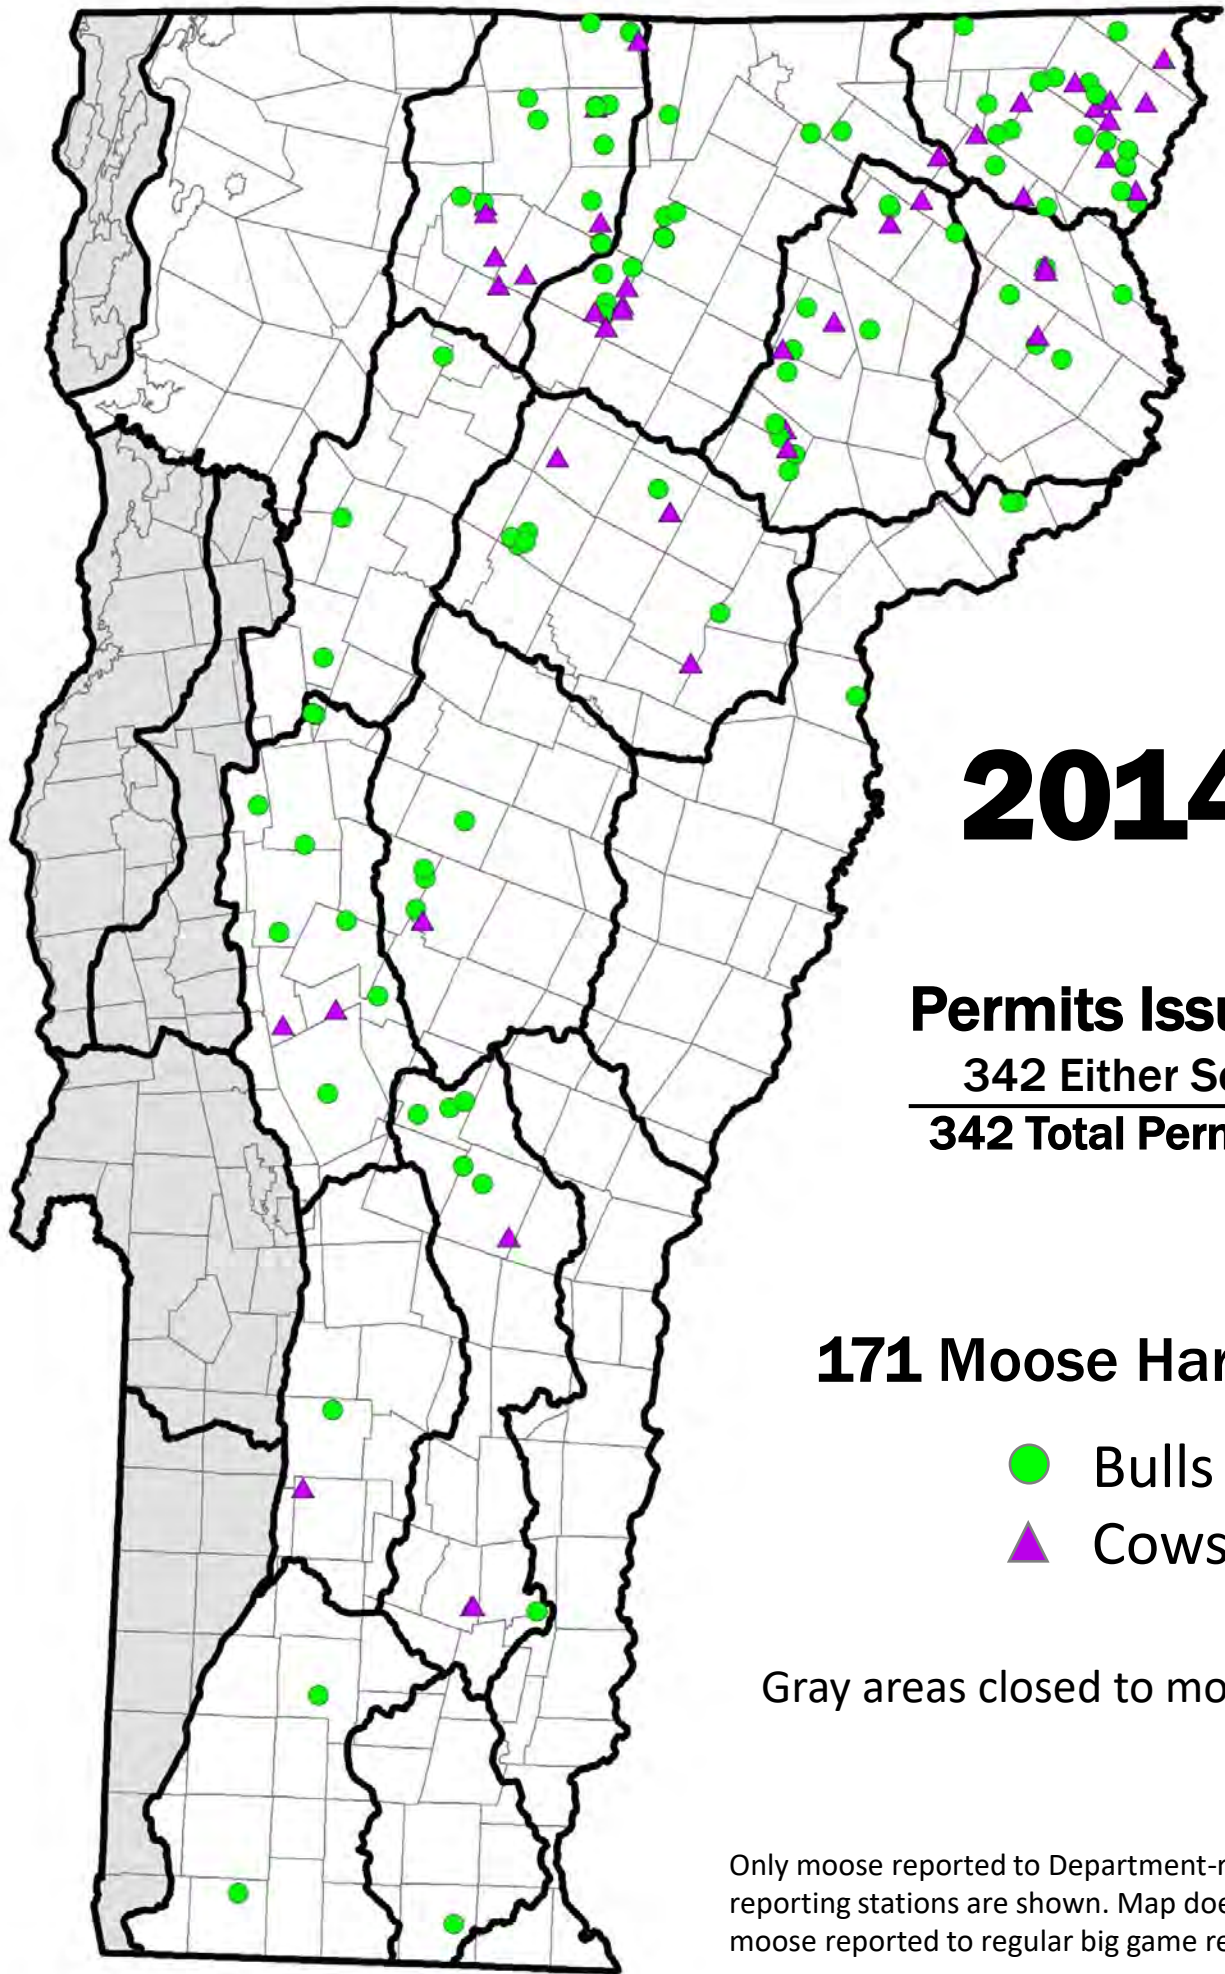 2014
Permits Issu
342 Either Se
342 Total Perm
171 Moose Har
Bulls
Cows
Gray areas closed to mo
Only moose reported to Department-r
reporting stations are shown. Map doe
moose reported to regular big game re